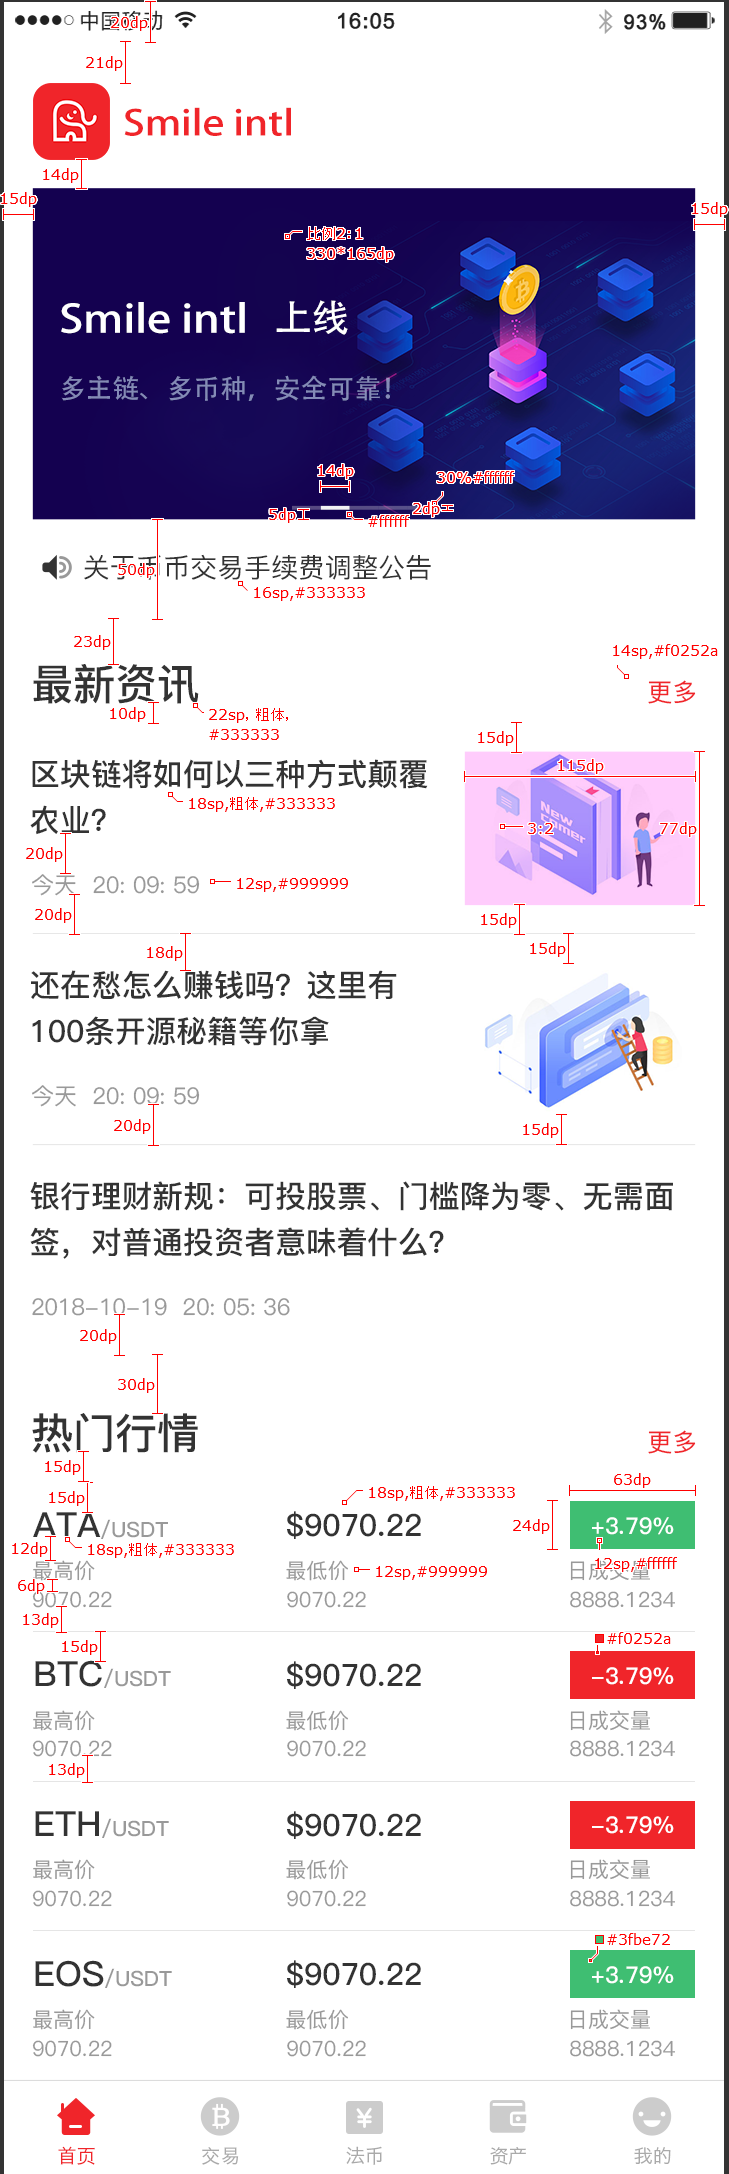 中国移动 16:05 93%
20dp
21dp
Smile intl
14dp
15dp 15dp
比例2:1
330*165dp
Smile intl 上线
多主链、多币种，安全可靠！
14dp 30%#ffffff
5dp #ffffff 2dp
关于币币交易手续费调整公告
50dp
16sp,#333333
23dp
14sp,#f0252a
最新资讯 更多
10dp 22sp, 粗体,
#333333
15dp
区块链将如何以三种方式颠覆
农业？
115dp
18sp,粗体,#333333
New
Comer
3:2 77dp
20dp
今天 20: 09: 59 12sp,#999999
20dp 15dp
18dp 15dp
还在愁怎么赚钱吗？这里有
100条开源秘籍等你拿
今天 20: 09: 59
20dp 15dp
银行理财新规：可投股票、门槛降为零、无需面
签，对普通投资者意味着什么？
2018-10-19 20: 05: 36
20dp
30dp
热门行情 更多
15dp
15dp 18sp,粗体,#333333 63dp
ATA/USDT $9070.22 24dp +3.79%
12dp 18sp,粗体,#333333
最高价 最低价 12sp,#999999 日成交量 12sp,#ffffff
6dp
9070.22 9070.22 8888.1234
13dp
15dp #f0252a
BTC/USDT $9070.22 -3.79%
最高价 最低价 日成交量
9070.22 9070.22 8888.1234
13dp
ETH/USDT $9070.22 -3.79%
最高价 最低价 日成交量
9070.22 9070.22 8888.1234
#3fbe72
EOS/USDT $9070.22 +3.79%
最高价 最低价 日成交量
9070.22 9070.22 8888.1234
首页 交易 法币 资产 我的